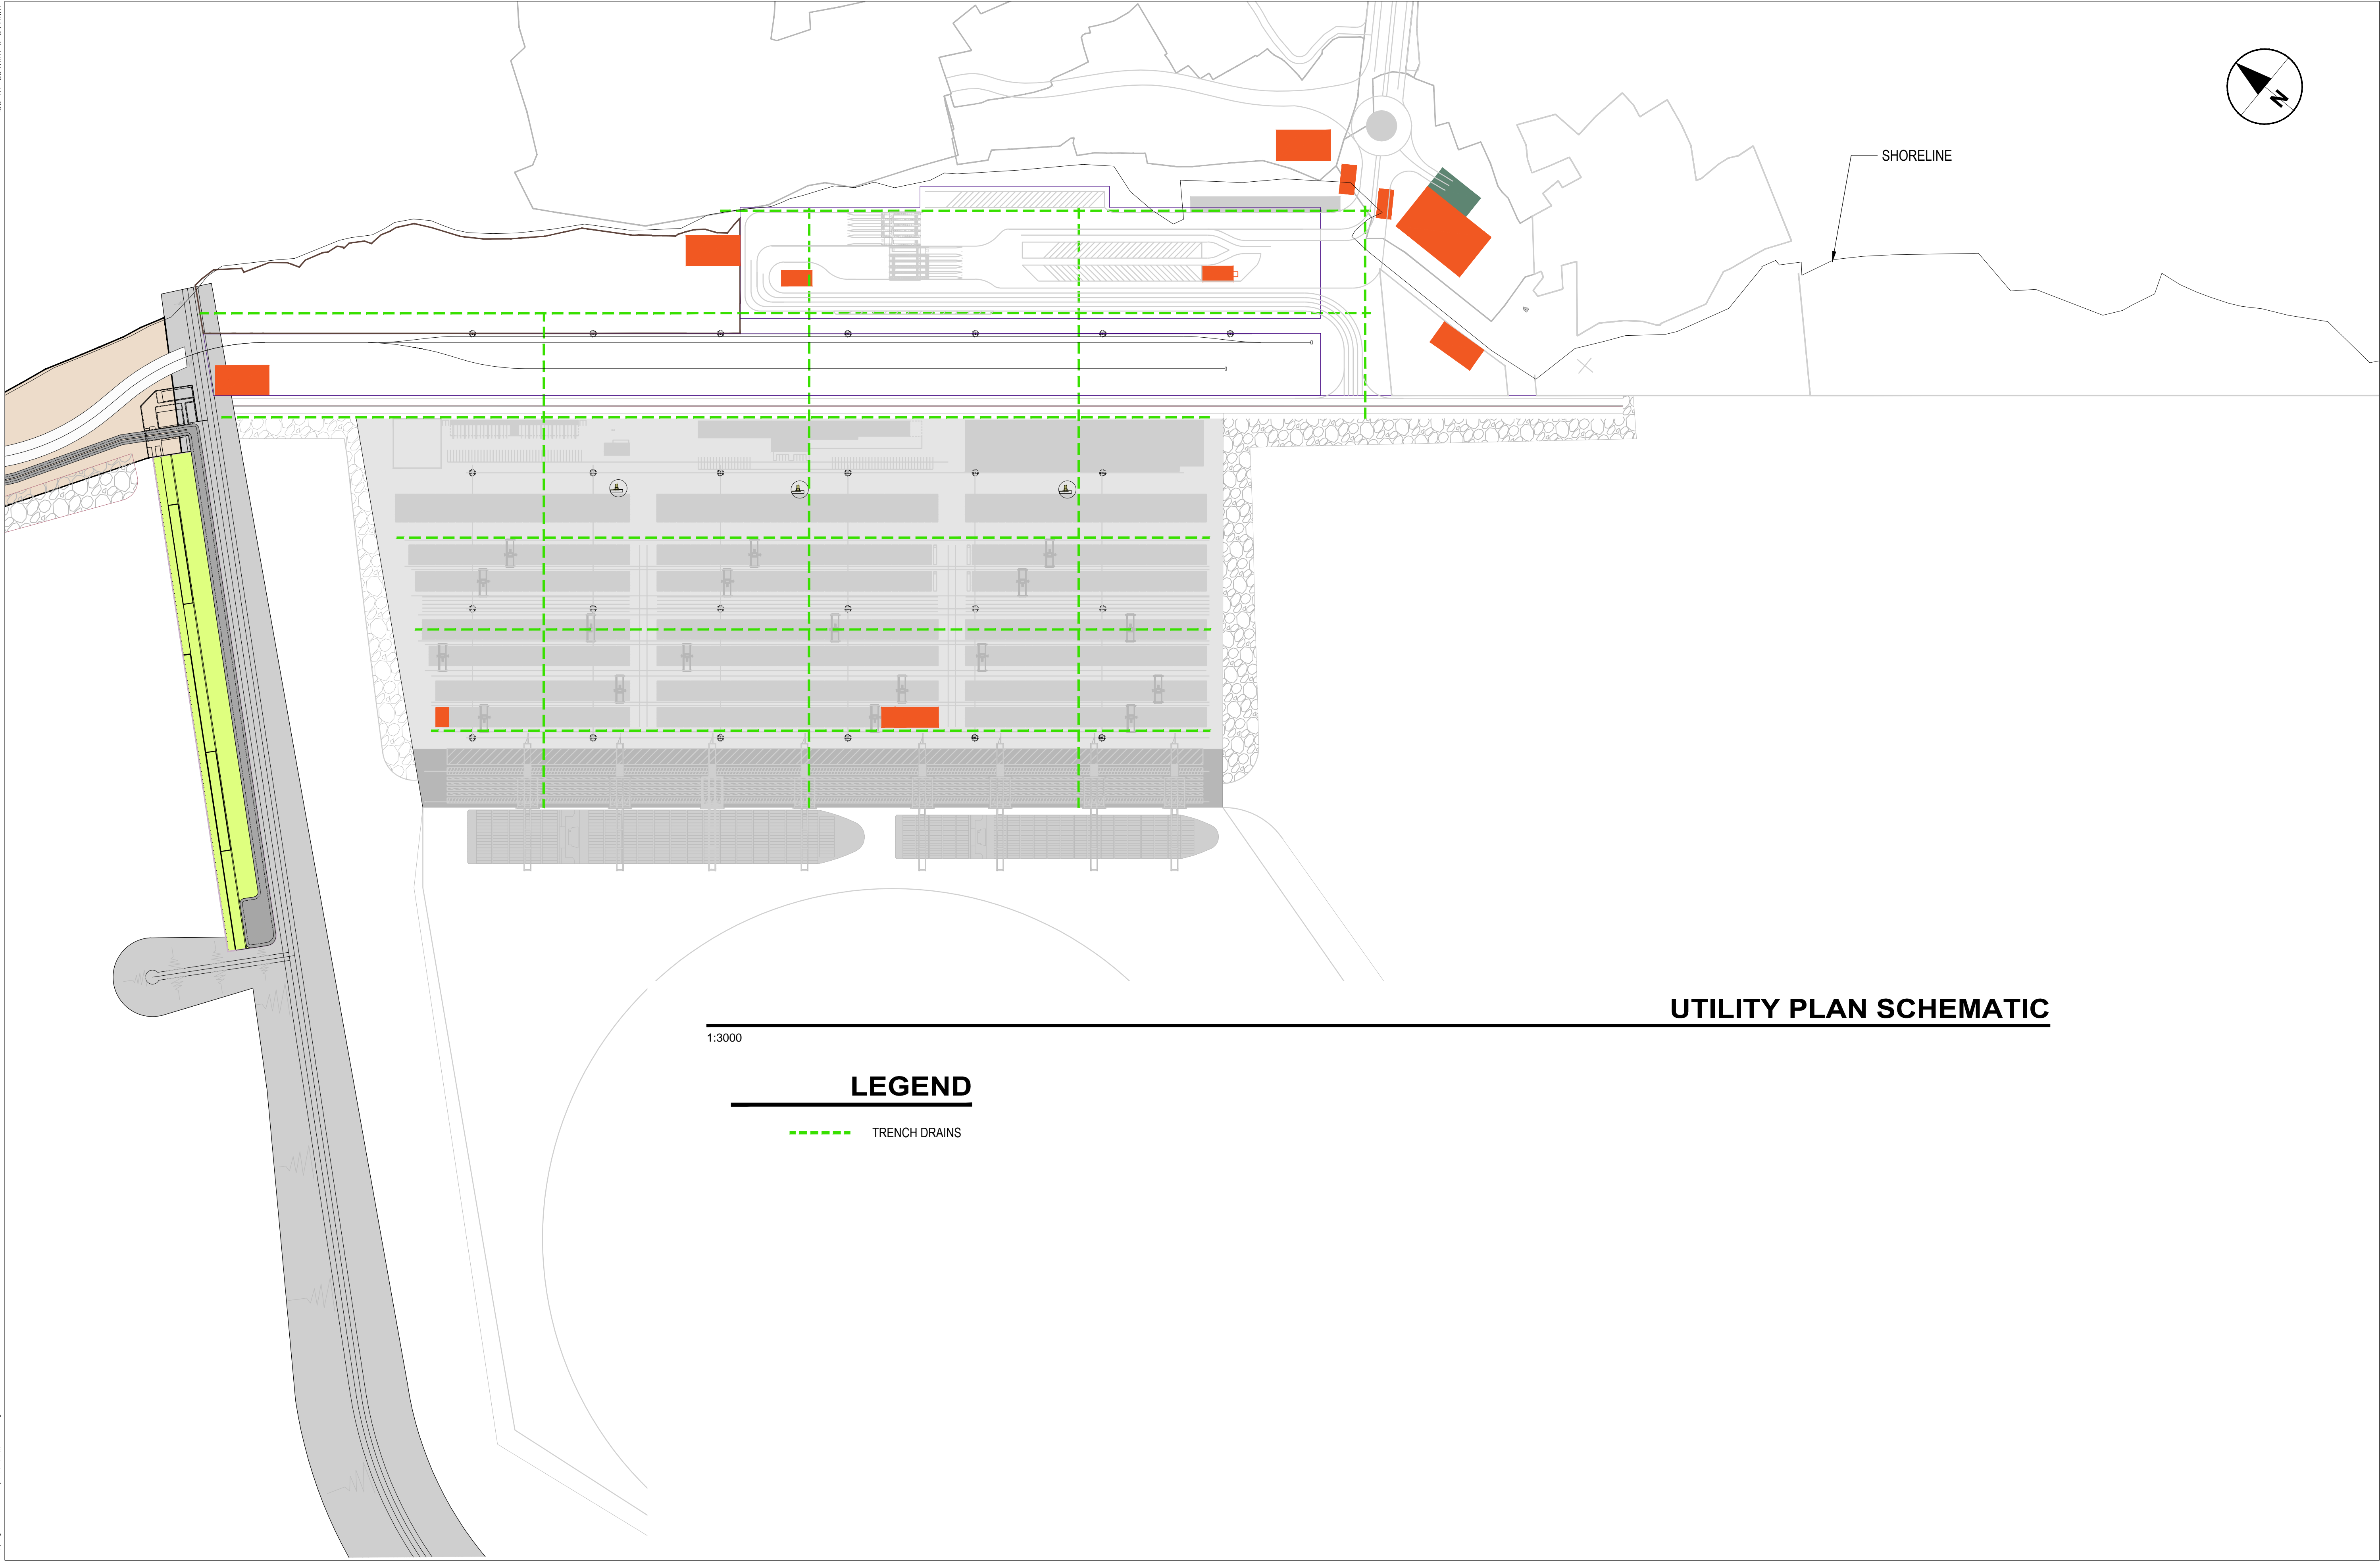 N
SHORELINE
UTILITY PLAN SCHEMATIC
1:3000
LEGEND
TRENCH DRAINS